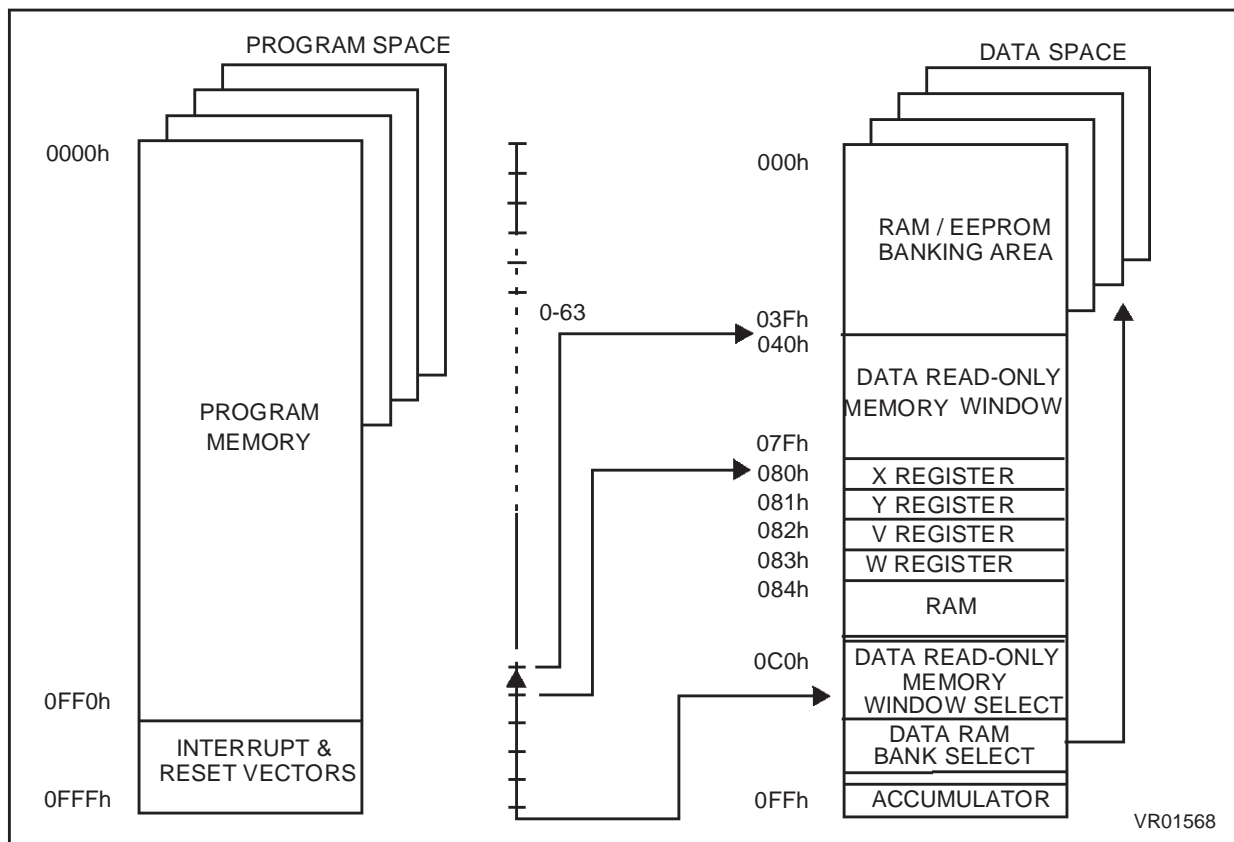 PROGRAM SPACE
0000h
PROGRAM
MEMORY
0FF0h
INTERRUPT &
RESET VECTORS
0FFFh
0-63
DATA SPACE
000h
RAM / EEPROM
BANKING AREA
03Fh
040h
DATA READ-ONLY
MEMORY WINDOW
07Fh
080h
X REGISTER
081h
Y REGISTER
082h
V REGISTER
083h
W REGISTER
084h
RAM
0C0h
DATA READ-ONLY
MEMORY
WINDOW SELECT
DATA RAM
BANK SELECT
0FFh
ACCUMULATOR
VR01568